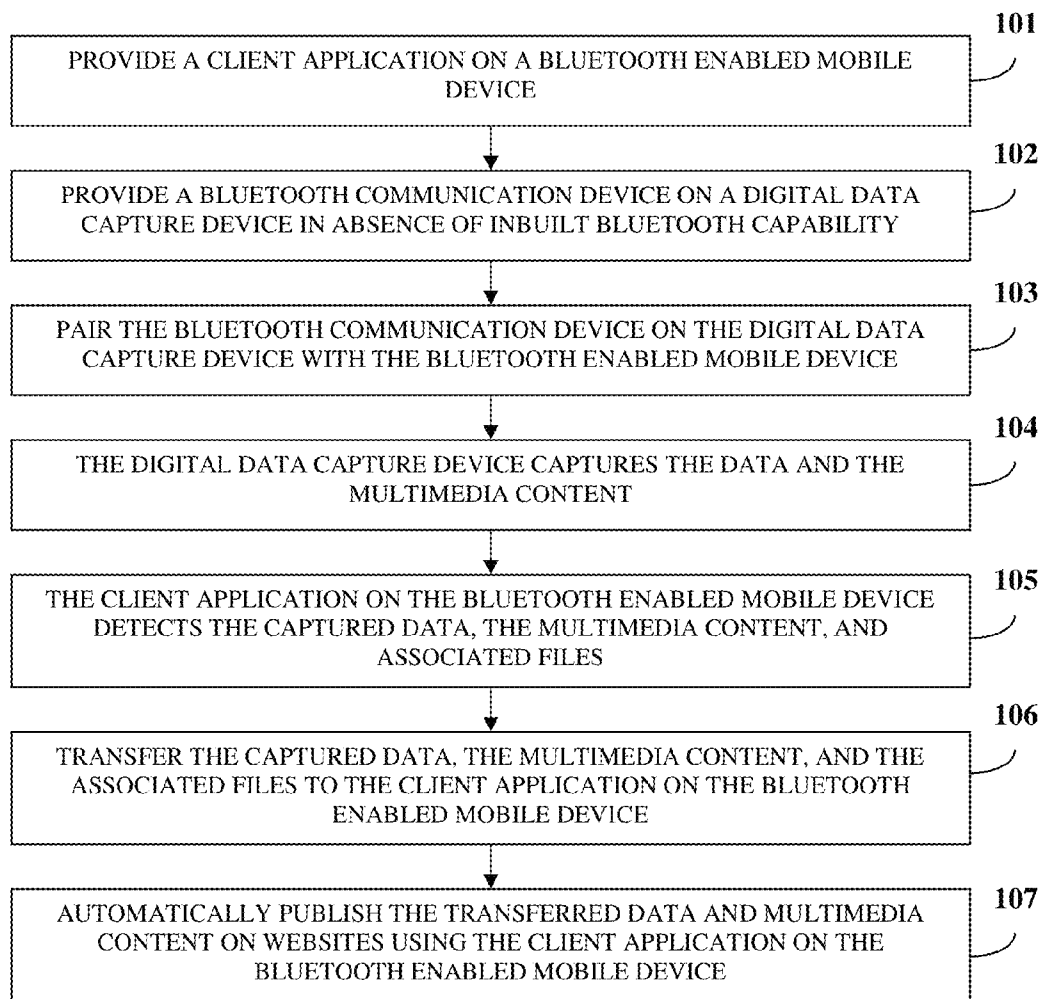 101
PROVIDE A CLIENT APPLICATION ON A BLUETOOTH ENABLED MOBILE
DEVICE
102
PROVIDE A BLUETOOTH COMMUNICATION DEVICE ON A DIGITAL DATA
CAPTURE DEVICE IN ABSENCE OF INBUILT BLUETOOTH CAPABILITY
103
PAIR THE BLUETOOTH COMMUNICATION DEVICE ON THE DIGITAL DATA
CAPTURE DEVICE WITH THE BLUETOOTH ENABLED MOBILE DEVICE
104
THE DIGITAL DATA CAPTURE DEVICE CAPTURES THE DATA AND THE
MULTIMEDIA CONTENT
105
THE CLIENT APPLICATION ON THE BLUETOOTH ENABLED MOBILE DEVICE
DETECTS THE CAPTURED DATA, THE MULTIMEDIA CONTENT, AND
ASSOCIATED FILES
106
TRANSFER THE CAPTURED DATA, THE MULTIMEDIA CONTENT, AND THE
ASSOCIATED FILES TO THE CLIENT APPLICATION ON THE BLUETOOTH
ENABLED MOBILE DEVICE
107
AUTOMATICALLY PUBLISH THE TRANSFERRED DATA AND MULTIMEDIA
CONTENT ON WEBSITES USING THE CLIENT APPLICATION ON THE
BLUETOOTH ENABLED MOBILE DEVICE